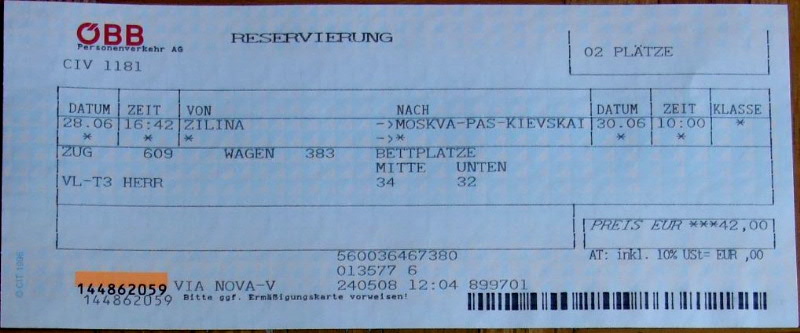 ÖBB
Personenverkehr AG
RESERVIERUNG
02 PLÄTZE
CIV 1181
DATUM ZEIT VON NACH DATUM ZEIT KLASSE
28.06 16:42 ZILINA ->MOSKVA-PAS-KIEVSKAI 30.06 10:00 *
* * ->* * *
ZUG 609 WAGEN 383 BETTPLÄTZE
MITTE UNTEN
VL-T3 HERR 34 32
PREIS EUR ***42,00
560036467380
AT: inkl. 10% USt= EUR ,00
013577 6
144862059 VIA NOVA-V 240508 12:04 899701
144862059 Bitte ggf. Ermäßigungskarte vorweisen!
© CIT 1996